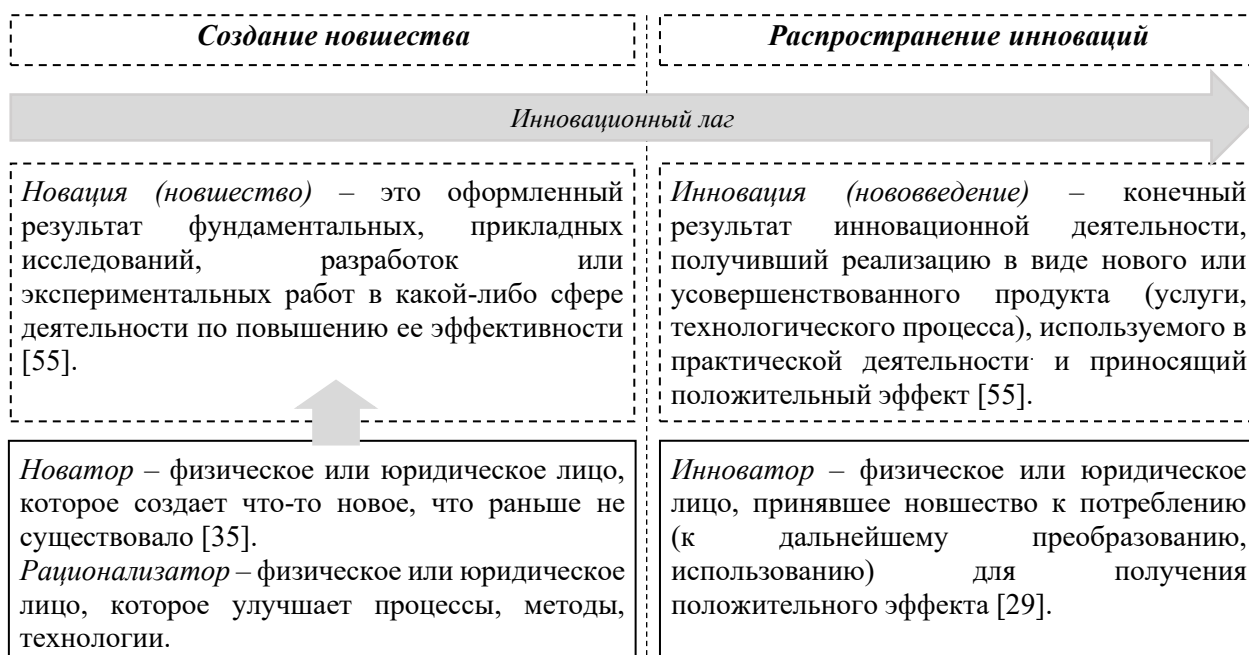 Создание новшества
Распространение инноваций
Инновационный лаг
Новация (новшество) – это оформленный
результат фундаментальных, прикладных
исследований, разработок или
экспериментальных работ в какой-либо сфере
деятельности по повышению ее эффективности
[55].
Инновация (нововведение) – конечный
результат инновационной деятельности,
получивший реализацию в виде нового или
усовершенствованного продукта (услуги,
технологического процесса), используемого в
практической деятельности и приносящий
положительный эффект [55].
Новатор – физическое или юридическое лицо,
которое создает что-то новое, что раньше не
существовало [35].
Рационализатор – физическое или юридическое
лицо, которое улучшает процессы, методы,
технологии.
Инноватор – физическое или юридическое
лицо, принявшее новшество к потреблению
(к дальнейшему преобразованию,
использованию) для получения
положительного эффекта [29].